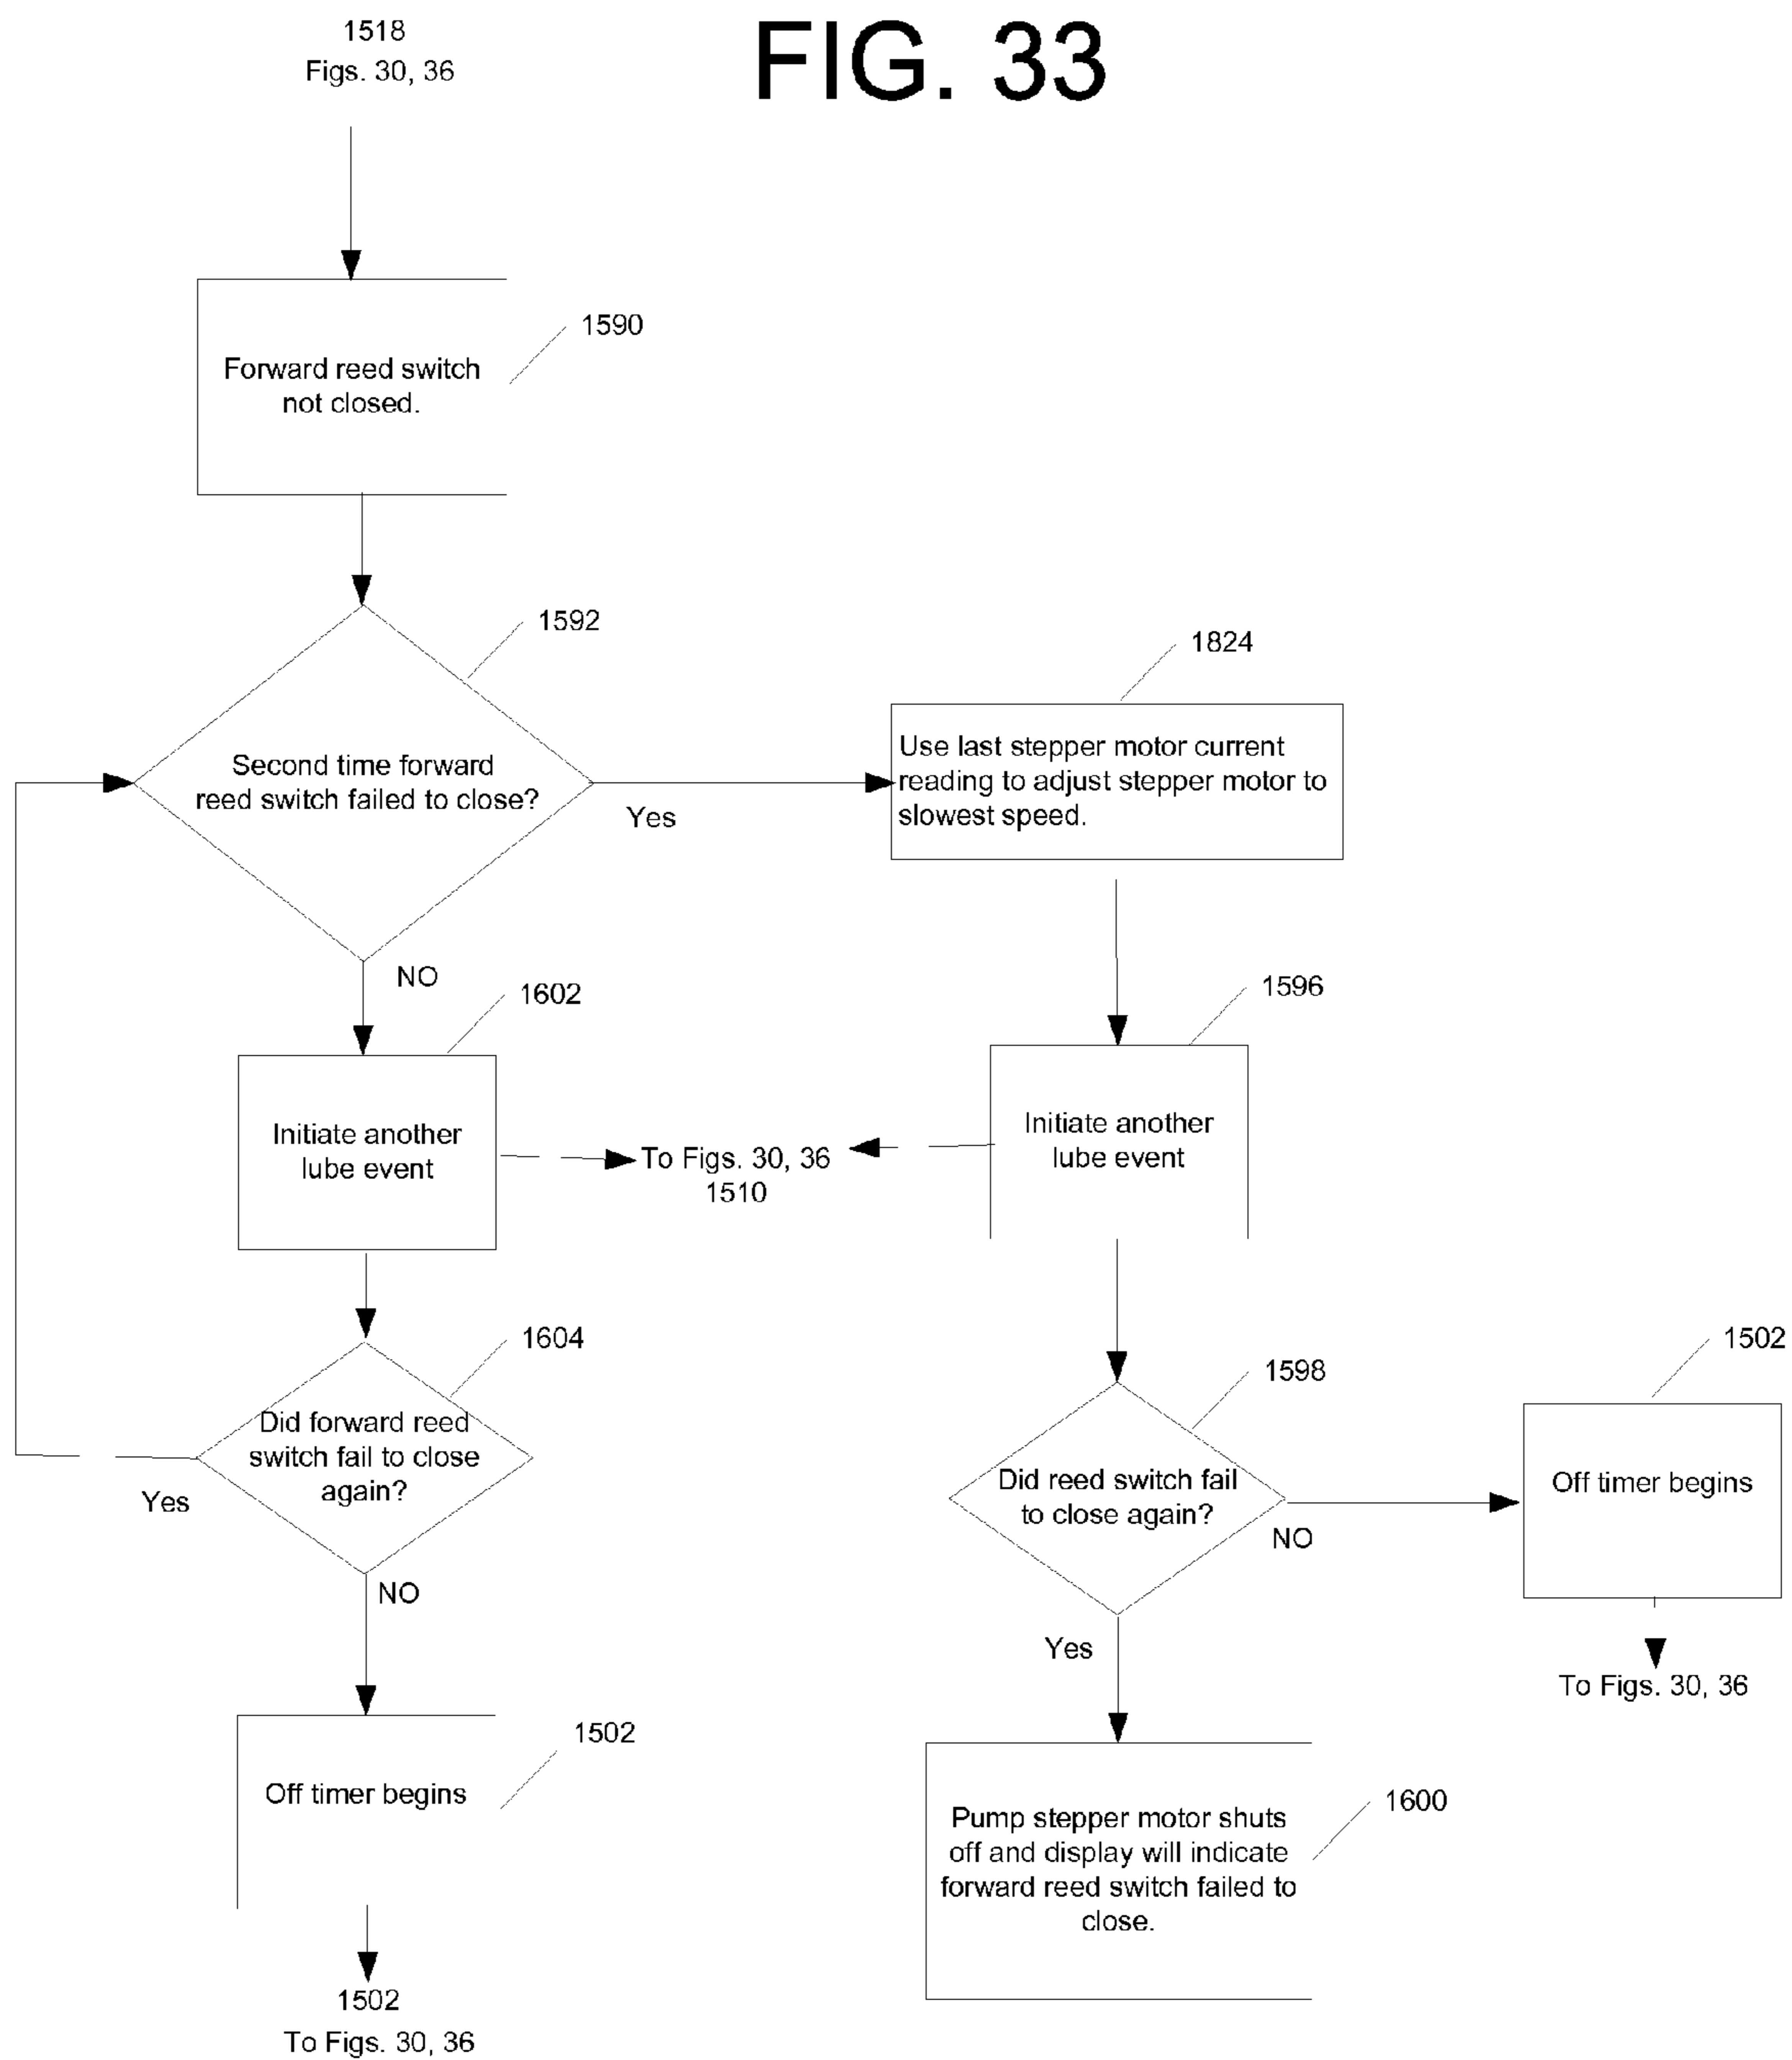 FIG. 33
1518
Figs. 30, 36
1590
Forward reed switch
not closed.
1592
Second time forward
reed switch failed to close?
Yes
NO
1824
Use last stepper motor current
reading to adjust stepper motor to
slowest speed.
1602
Initiate another
lube event
To Figs. 30, 36
1510
1596
Initiate another
lube event
1604
Did forward reed
switch fail to close
again?
Yes
NO
1598
Did reed switch fail
to close again?
NO
Yes
1502
Off timer begins
To Figs. 30, 36
1502
Off timer begins
1502
To Figs. 30, 36
1600
Pump stepper motor shuts
off and display will indicate
forward reed switch failed to
close.